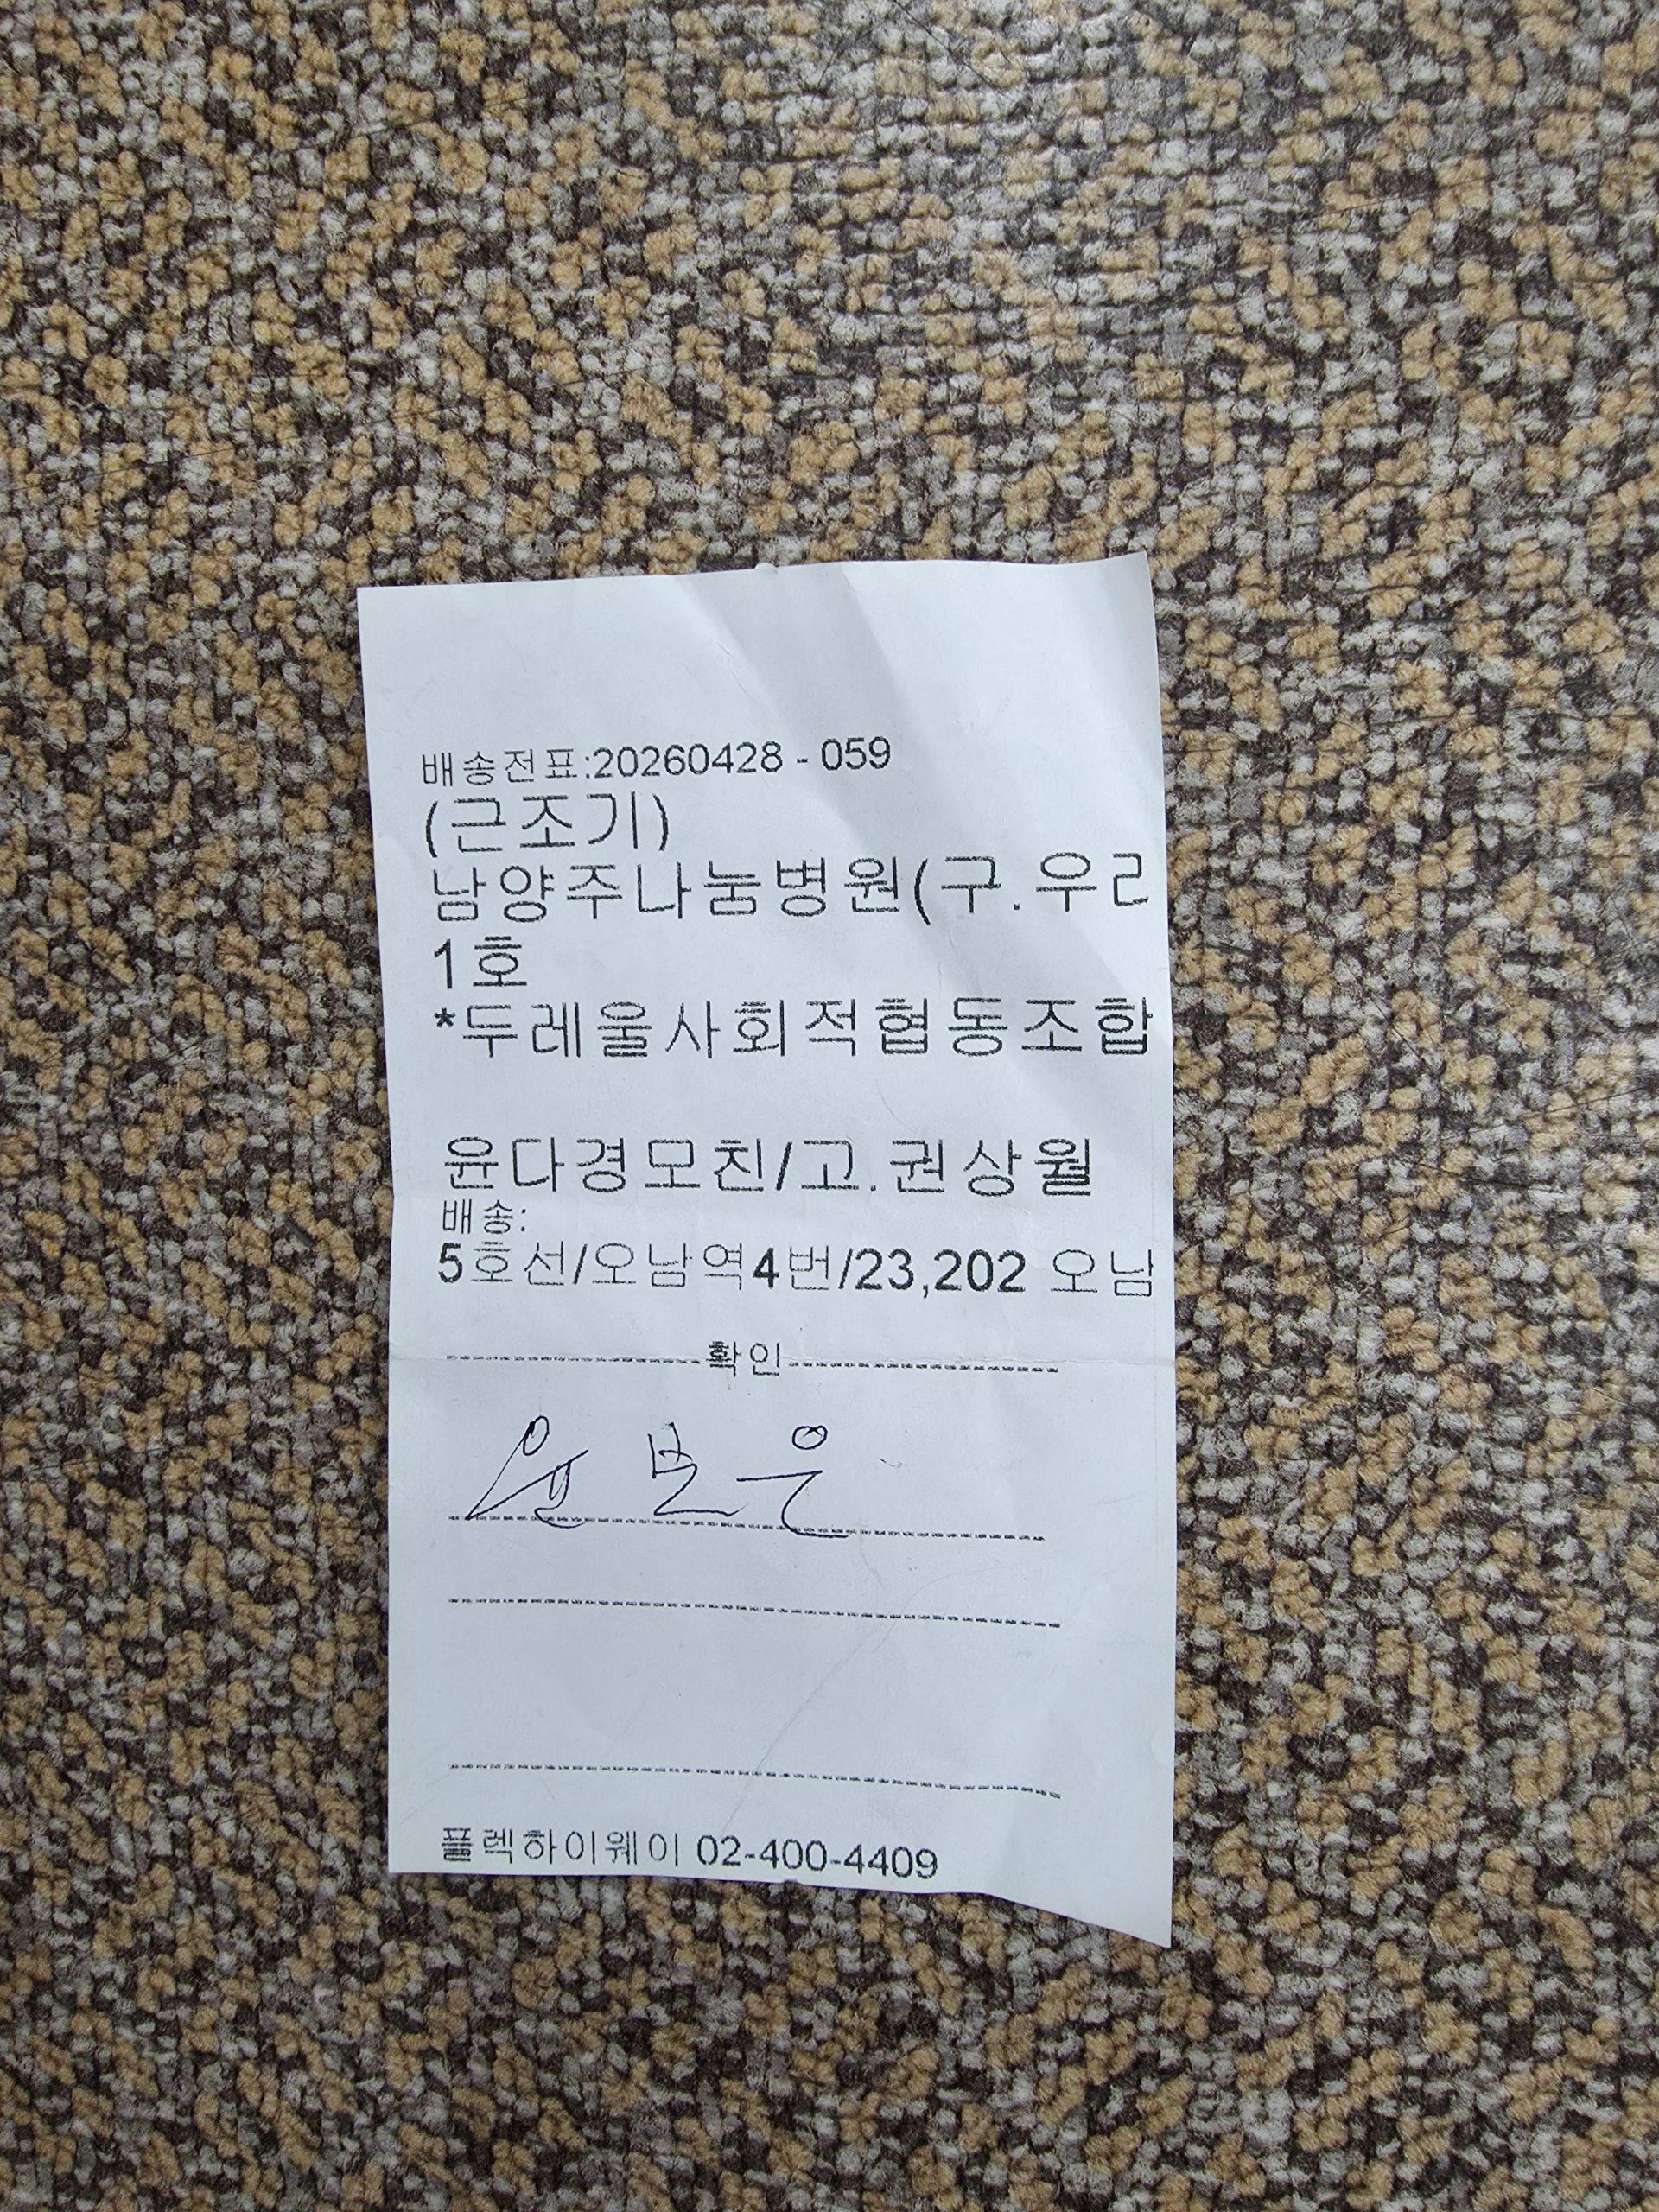 배송전표:20260428 - 059
(근조기)
남양주나눔병원(구.우리
1호
*두레울사회적협동조합
윤다경모친/고.권상월
배송:
5호선/오남역4번/23,202 오남
확인
윤보은
플렉하이웨이 02-400-4409